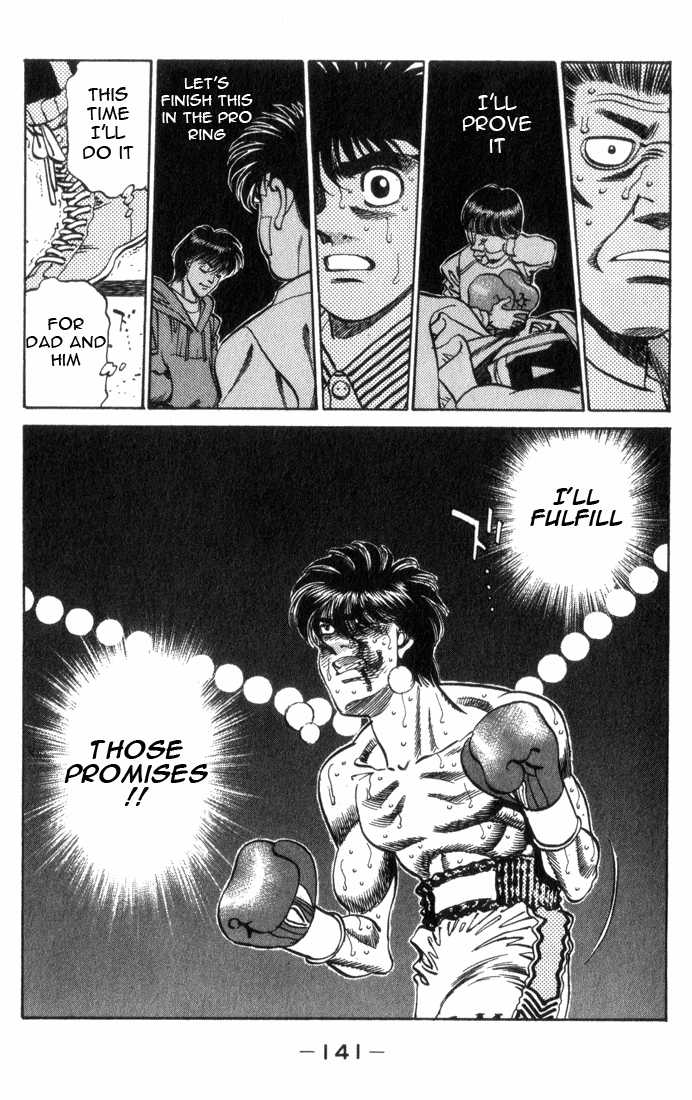 I'LL
PROVE
IT
LET'S
FINISH THIS
IN THE PRO
RING
THIS
TIME
I'LL
DO IT
FOR
DAD AND
HIM
I'LL
FULFILL
THOSE
PROMISES
!!
—141—